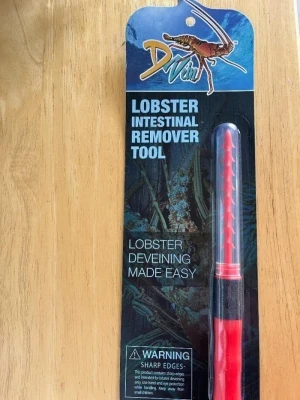 D Vein
LOBSTER
INTESTINAL
REMOVER
TOOL
LOBSTER
DEVEINING
MADE EASY
WARNING
- SHARP EDGES -